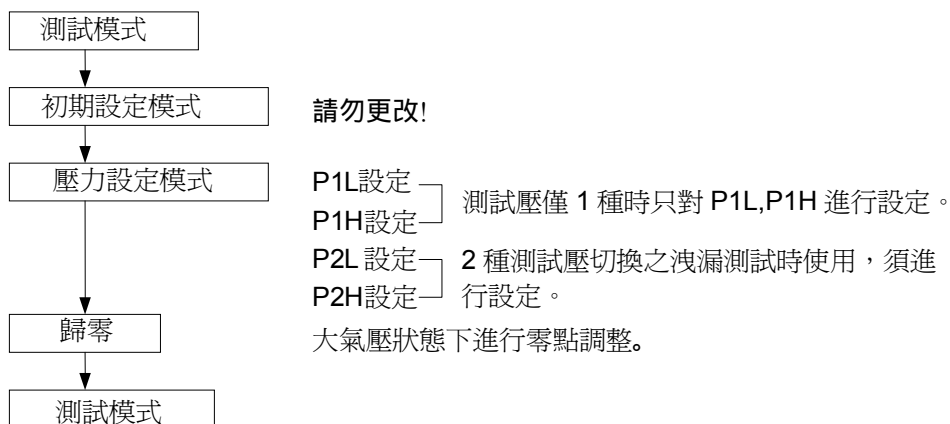 測試模式
初期設定模式 請勿更改!
壓力設定模式 P1L設定
P1H設定
測試壓僅 1 種時只對 P1L,P1H 進行設定。
P2L 設定
P2H設定
2 種測試壓切換之洩漏測試時使用,須進
行設定。
歸零 大氣壓狀態下進行零點調整。
測試模式